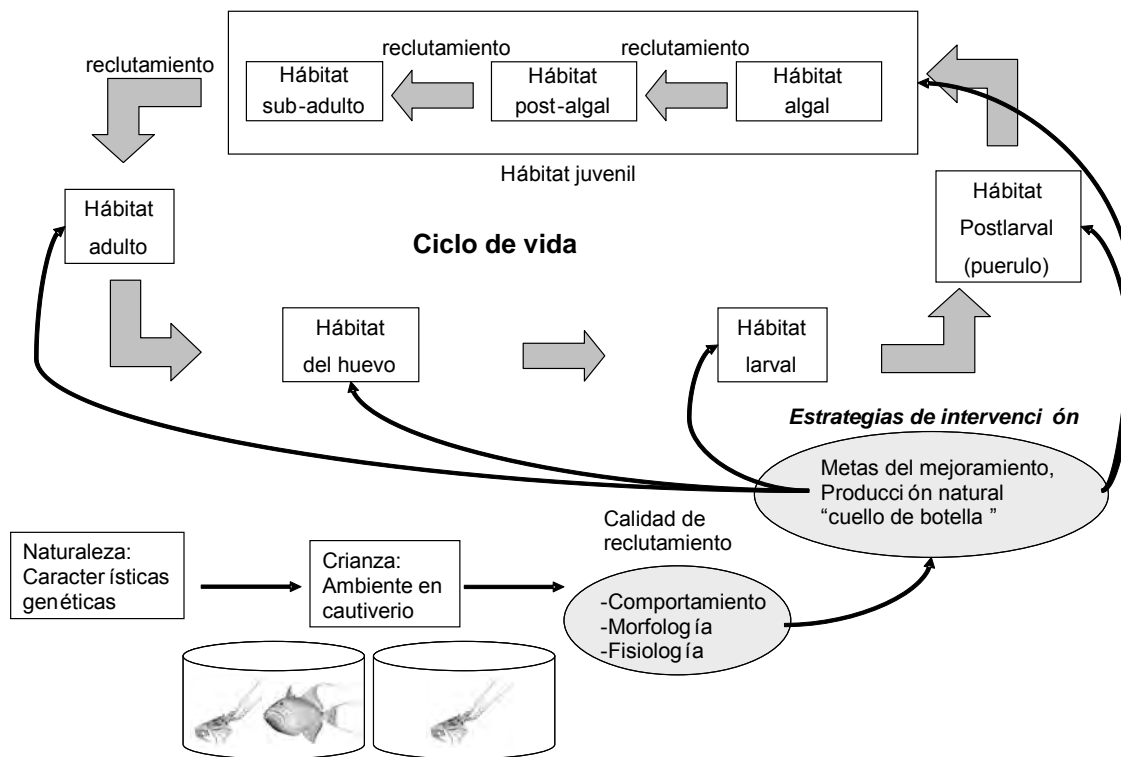 reclutamiento
reclutamiento
reclutamiento
Hábitat
sub-adulto
Hábitat
post-algal
Hábitat
algal
Hábitat juvenil
Hábitat
adulto
Ciclo de vida
Hábitat
Postlarval
(puerulo)
Hábitat
del huevo
Hábitat
larval
Estrategias de intervenci ón
Metas del mejoramiento,
Producci ón natural
“cuello de botella ”
Naturaleza:
Caracter ísticas
genéticas
Crianza:
Ambiente en
cautiverio
Calidad de
reclutamiento
-Comportamiento
-Morfolog ía
-Fisiolog ía